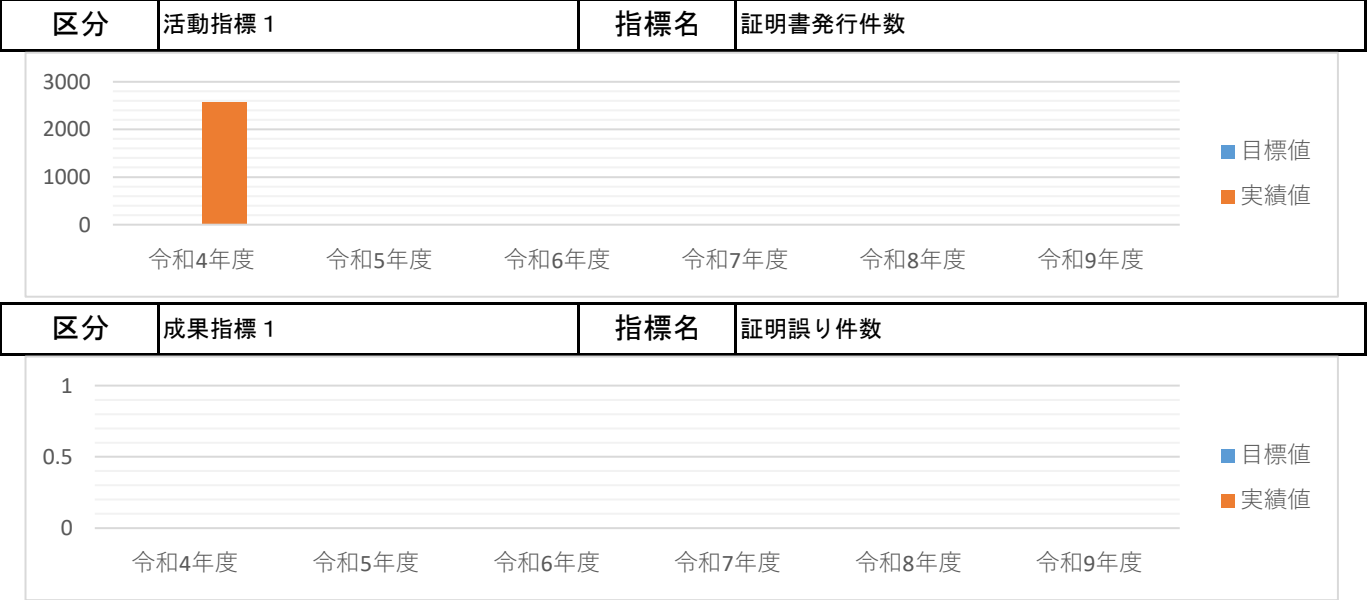 区分 活動指標１ 指標名 証明書発行件数
3000
2000
1000
0
令和4年度 令和5年度 令和6年度 令和7年度 令和8年度 令和9年度
目標値
実績値
区分 成果指標１ 指標名 証明誤り件数
1
0.5
0
令和4年度 令和5年度 令和6年度 令和7年度 令和8年度 令和9年度
目標値
実績値